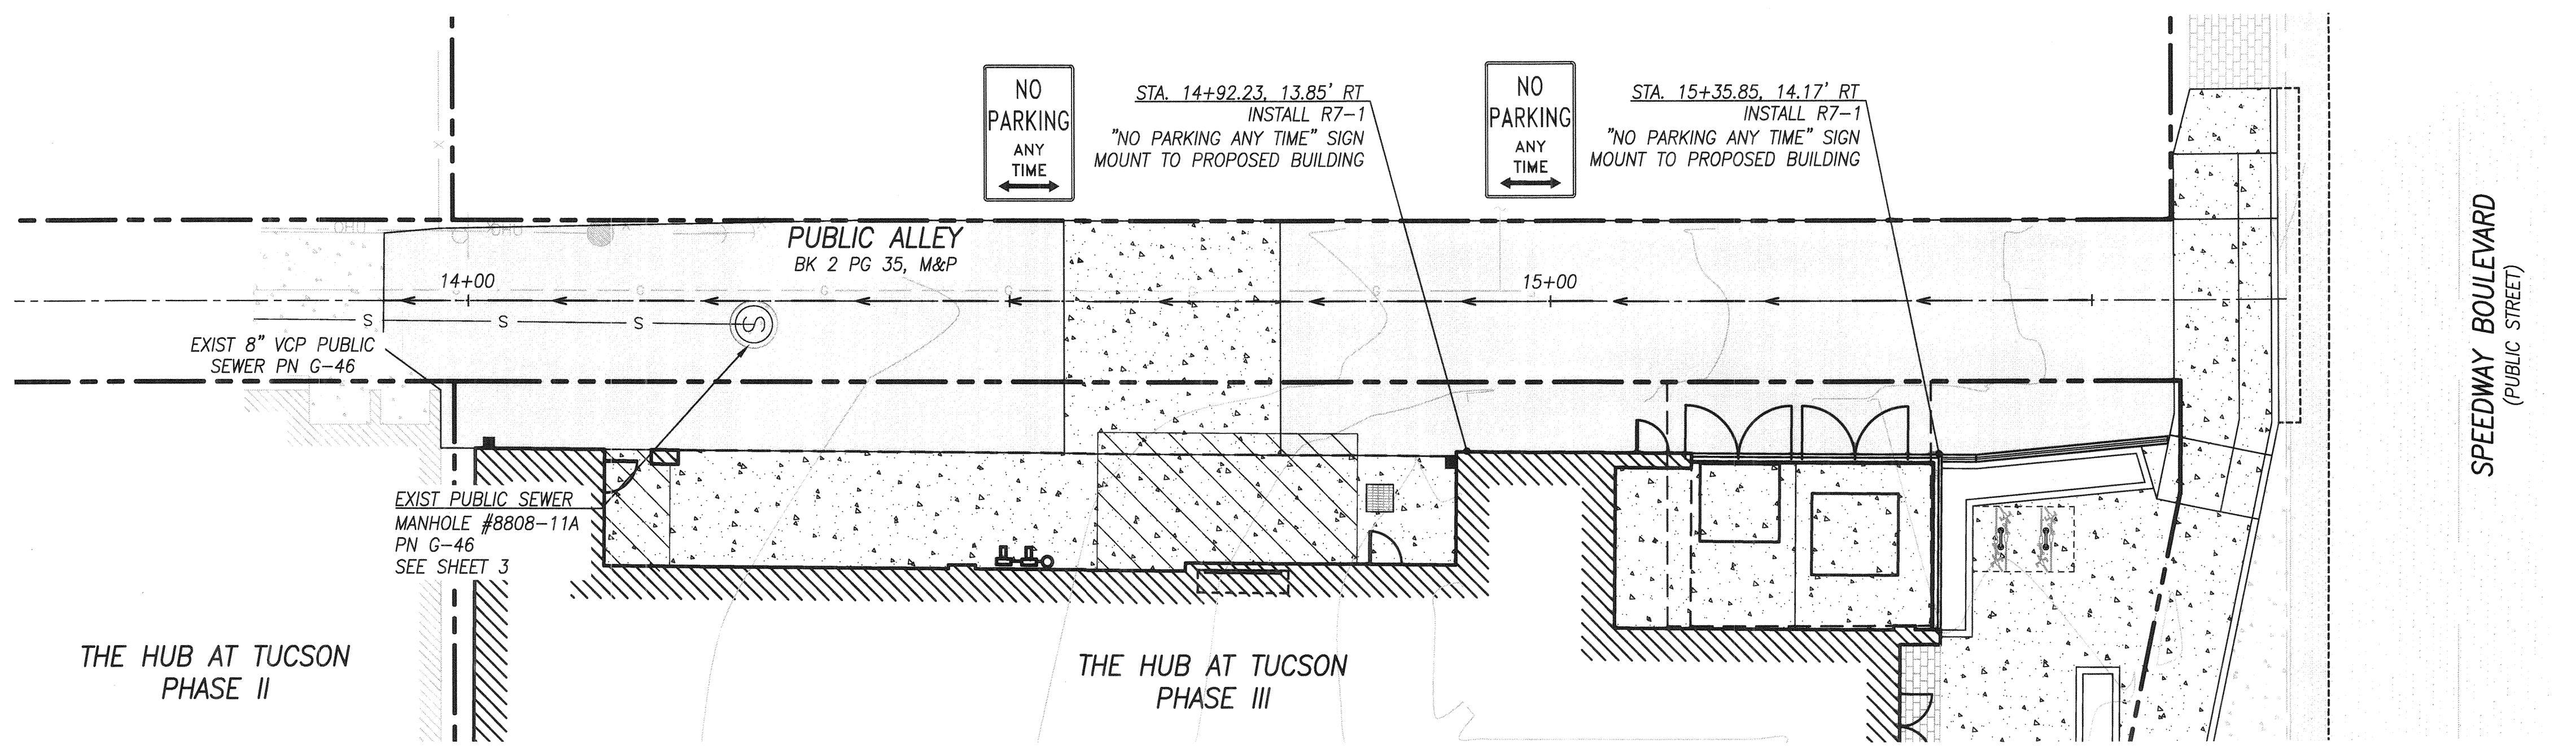 NO
PARKING
ANY
TIME
STA. 14+92.23, 13.85' RT
INSTALL R7-1
"NO PARKING ANY TIME" SIGN
MOUNT TO PROPOSED BUILDING
NO
PARKING
ANY
TIME
STA. 15+35.85, 14.17' RT
INSTALL R7-1
"NO PARKING ANY TIME" SIGN
MOUNT TO PROPOSED BUILDING
OHU
OHU
X
PUBLIC ALLEY
BK 2 PG 35, M&P
14+00
15+00
G
G
G
G
G
S
S
S
S
EXIST 8" VCP PUBLIC
SEWER PN G-46
EXIST PUBLIC SEWER
MANHOLE #8808-11A
PN G-46
SEE SHEET 3
THE HUB AT TUCSON
PHASE II
THE HUB AT TUCSON
PHASE III
SPEEDWAY BOULEVARD
(PUBLIC STREET)